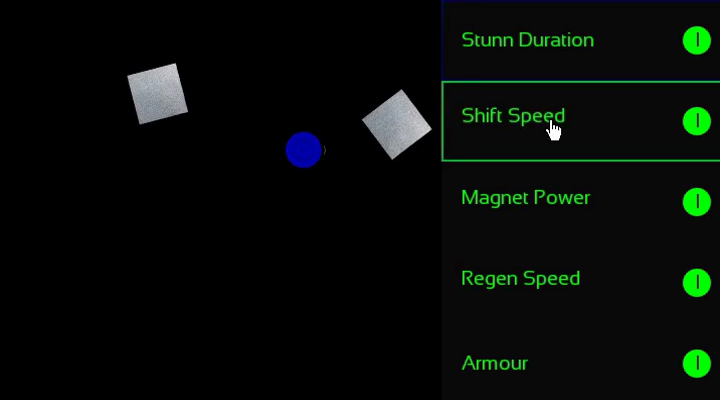 Stunn Duration
Shift Speed
Magnet Power
Regen Speed
Armour